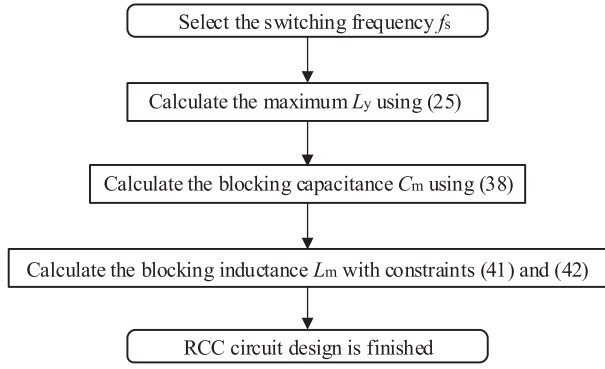 Select the switching frequency fs
Calculate the maximum Ly using (25)
Calculate the blocking capacitance Cm using (38)
Calculate the blocking inductance Lm with constraints (41) and (42)
RCC circuit design is finished